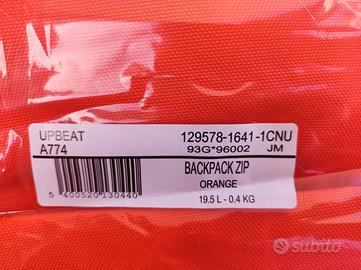 UPBEAT 129578-1641-1CNU
A774 93G*96002 JM
BACKPACK ZIP
ORANGE
5 400520 130440
19.5 L - 0.4 KG
subito